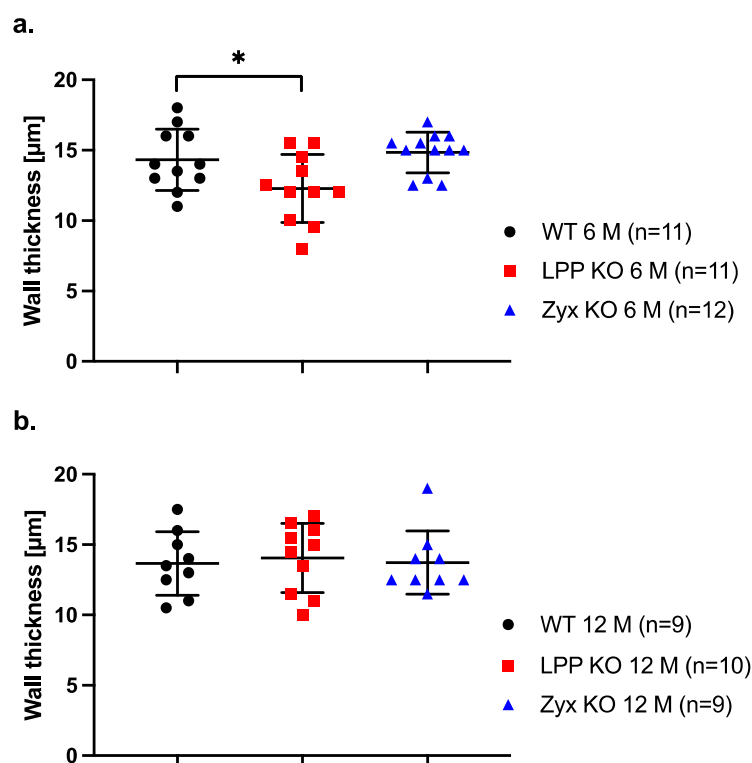 a.
*
20
15
10
5
0
Wall thickness [µm]
WT 6 M (n=11)
LPP KO 6 M (n=11)
Zyx KO 6 M (n=12)
b.
20
15
10
5
0
Wall thickness [µm]
WT 12 M (n=9)
LPP KO 12 M (n=10)
Zyx KO 12 M (n=9)